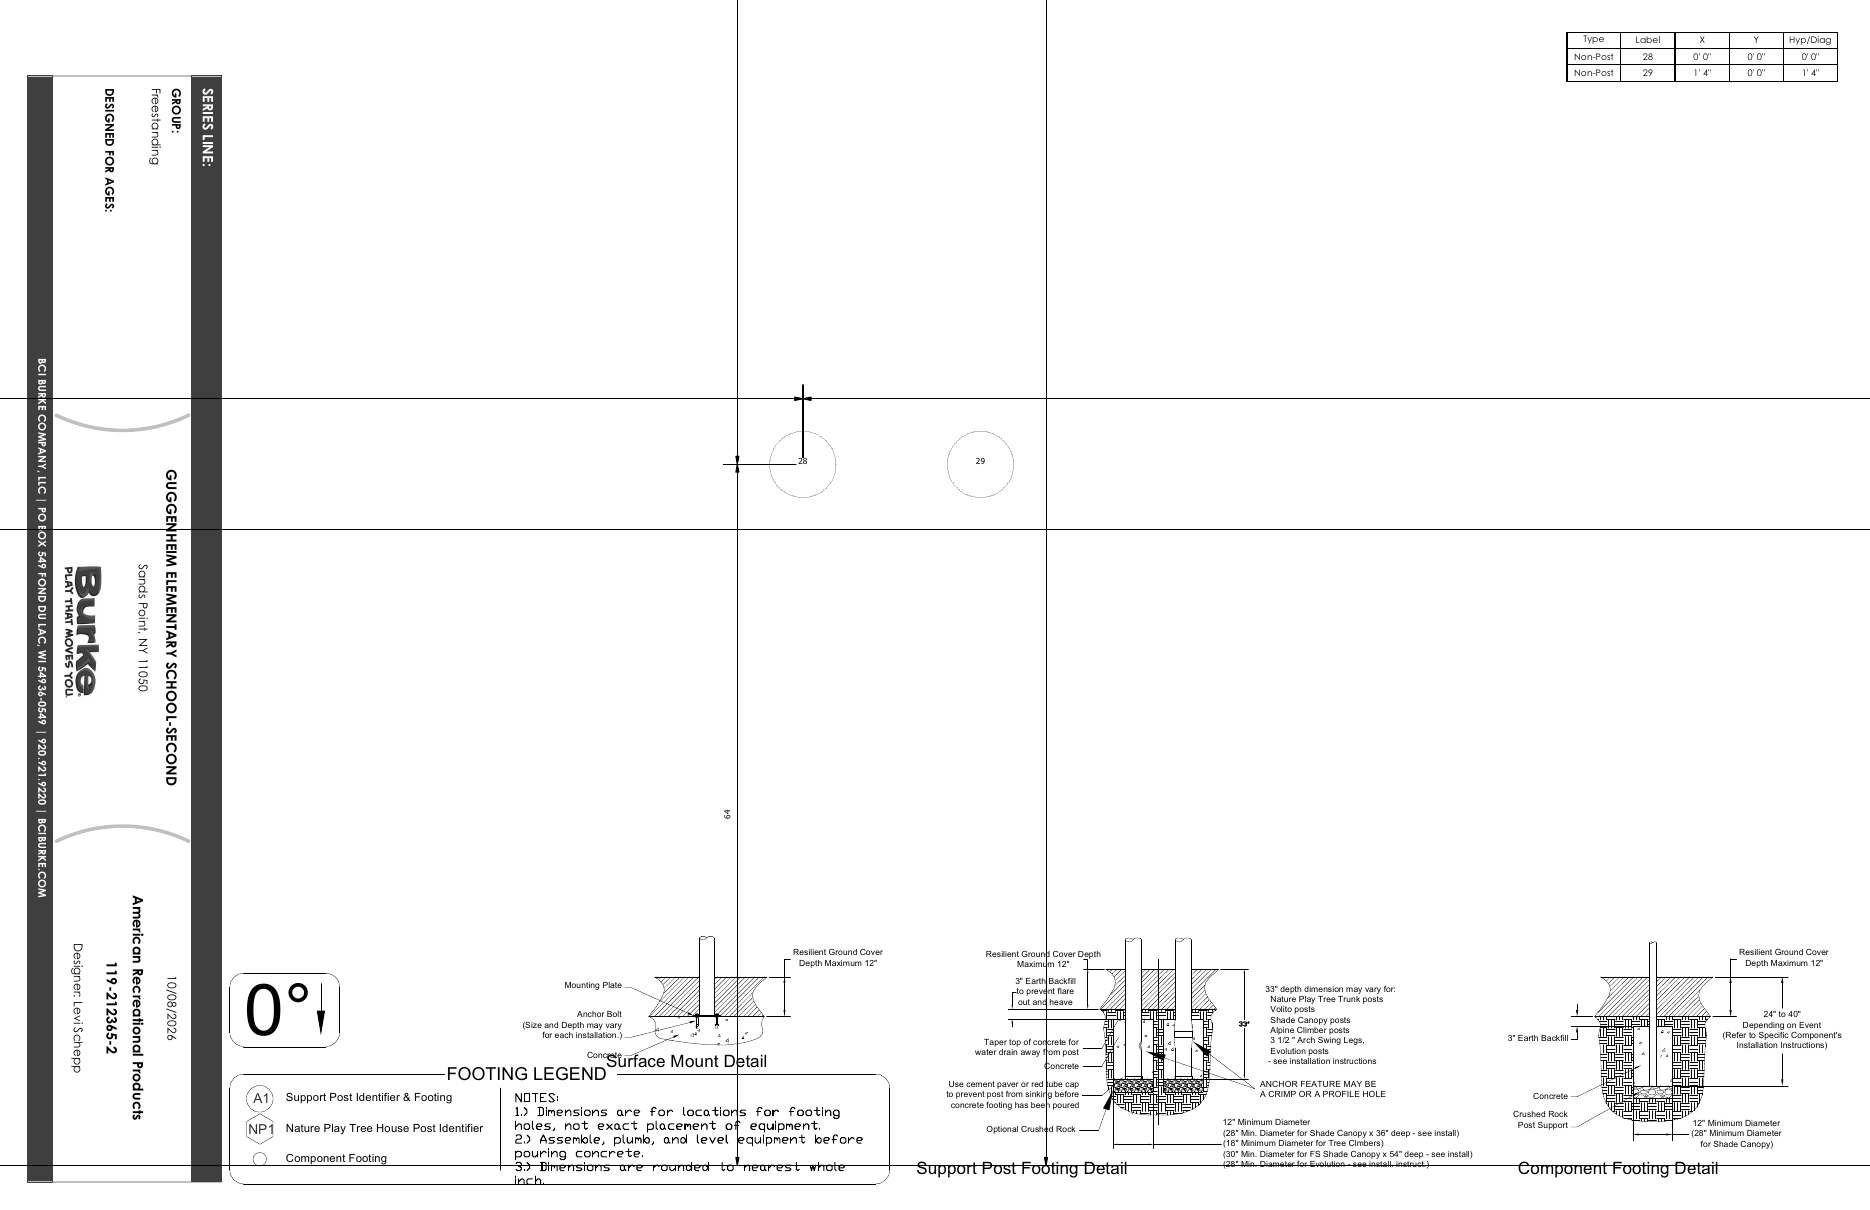 Type Label X Y Hyp/Diag
Non-Post 28 0' 0" 0' 0" 0' 0"
Non-Post 29 1' 4" 0' 0" 1' 4"
SERIES LINE:
GROUP:
Freestanding
DESIGNED FOR AGES:
GUGGENHEIM ELEMENTARY SCHOOL-SECOND
Sands Point, NY 11050
Burke
PLAY THAT MOVES YOU.
10/08/2026
American Recreational Products
119-212365-2
Designer: Levi Schepp
BCI BURKE COMPANY, LLC | PO BOX 549 FOND DU LAC, WI 54936-0549 | 920.921.9220 | BCIBURKE.COM
28
29
64
0°
Resilient Ground Cover
Depth Maximum 12"
Mounting Plate
Anchor Bolt
(Size and Depth may vary
for each installation.)
Concrete
Surface Mount Detail
FOOTING LEGEND
A1 Support Post Identifier & Footing
NP1 Nature Play Tree House Post Identifier
Component Footing
NOTES:
1.) Dimensions are for locations for footing
holes, not exact placement of equipment.
2.) Assemble, plumb, and level equipment before
pouring concrete.
3.) Dimensions are rounded to nearest whole
inch.
Resilient Ground Cover Depth
Maximum 12"
3" Earth Backfill
to prevent flare
out and heave
Taper top of concrete for
water drain away from post
Concrete
Use cement paver or red tube cap
to prevent post from sinking before
concrete footing has been poured
Optional Crushed Rock
33"
33" depth dimension may vary for:
Nature Play Tree Trunk posts
Volito posts
Shade Canopy posts
Alpine Climber posts
3 1/2 " Arch Swing Legs,
Evolution posts
- see installation instructions
ANCHOR FEATURE MAY BE
A CRIMP OR A PROFILE HOLE
12" Minimum Diameter
(28" Min. Diameter for Shade Canopy x 36" deep - see install)
(18" Minimum Diameter for Tree Clmbers)
(30" Min. Diameter for FS Shade Canopy x 54" deep - see install)
(28" Min. Diameter for Evolution - see install. instruct.)
Support Post Footing Detail
Resilient Ground Cover
Depth Maximum 12"
24" to 40"
Depending on Event
(Refer to Specific Component's
Installation Instructions)
3" Earth Backfill
Concrete
Crushed Rock
Post Support
12" Minimum Diameter
(28" Minimum Diameter
for Shade Canopy)
Component Footing Detail